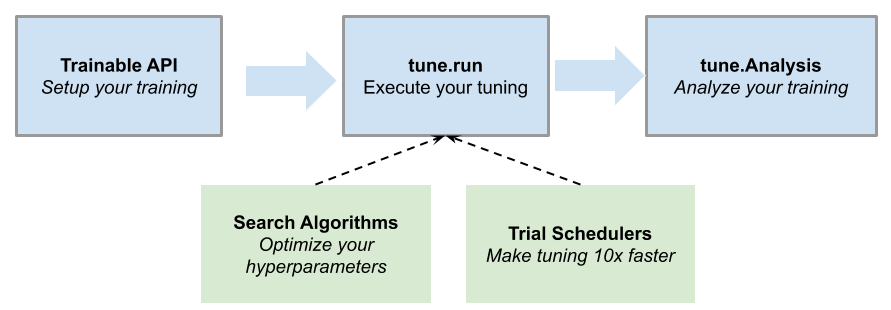 Trainable API
Setup your training
tune.run
Execute your tuning
tune.Analysis
Analyze your training
Search Algorithms
Optimize your
hyperparameters
Trial Schedulers
Make tuning 10x faster